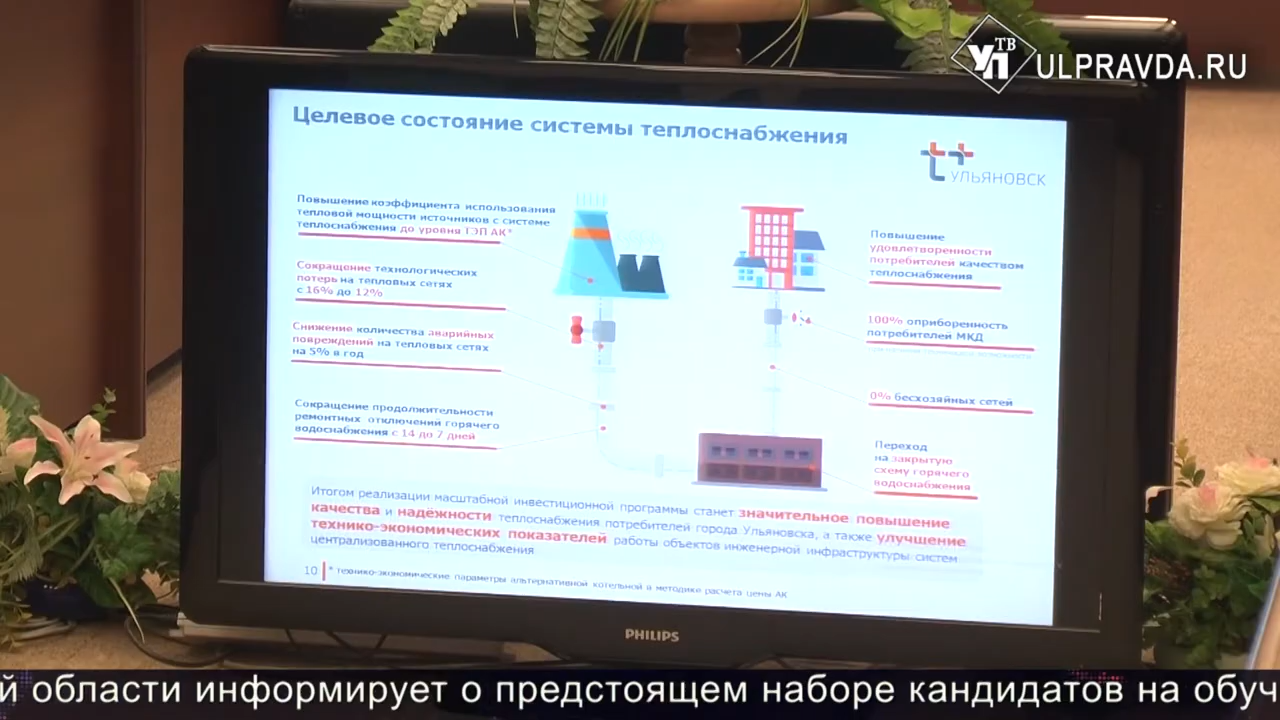 ТВ
УП
ULPRAVDA.RU
Целевое состояние системы теплоснабжения
УЛЬЯНОВСК
Повышение коэффициента использования
тепловой мощности источников с системе
теплоснабжения до уровня ТЭП АК*
Сокращение технологических
потерь на тепловых сетях
с 16% до 12%
Снижение количества аварийных
повреждений на тепловых сетях
на 5% в год
Сокращение продолжительности
ремонтных отключений горячего
водоснабжения с 14 до 7 дней
Повышение
удовлетворенности
потребителей качеством
теплоснабжения
100% оприборенность
потребителей МКД
0% бесхозяйных сетей
Переход
на закрытую
схему горячего
водоснабжения
Итогом реализации масштабной инвестиционной программы станет значительное повышение
качества и надёжности теплоснабжения потребителей города Ульяновска, а также улучшение
технико-экономических показателей работы объектов инженерной инфраструктуры систем
централизованного теплоснабжения
10 * технико-экономические параметры альтернативной котельной в методике расчета цены АК
PHILIPS
й области информирует о предстоящем наборе кандидатов на обуч